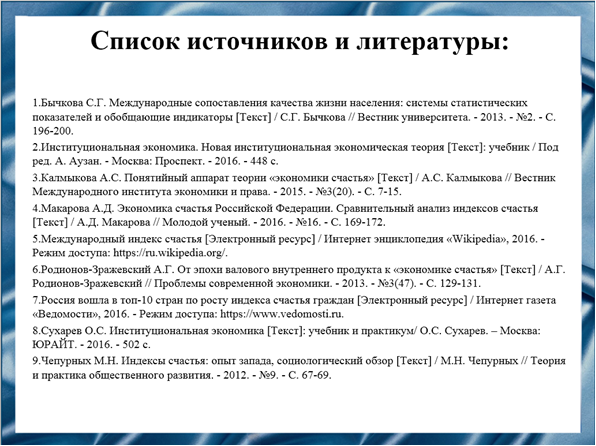 Список источников и литературы:
1.Бычкова С.Г. Международные сопоставления качества жизни населения: системы статистических
показателей и обобщающие индикаторы [Текст] / С.Г. Бычкова // Вестник университета. - 2013. - №2. - С.
196-200.
2.Институциональная экономика. Новая институциональная экономическая теория [Текст]: учебник / Под
ред. А. Аузан. - Москва: Проспект. - 2016. - 448 с.
3.Калмыкова А.С. Понятийный аппарат теории «экономики счастья» [Текст] / А.С. Калмыкова // Вестник
Международного института экономики и права. - 2015. - №3(20). - С. 7-15.
4.Макарова А.Д. Экономика счастья Российской Федерации. Сравнительный анализ индексов счастья
[Текст] / А.Д. Макарова // Молодой ученый. - 2016. - №16. - С. 169-172.
5.Международный индекс счастья [Электронный ресурс] / Интернет энциклопедия «Wikipedia», 2016. -
Режим доступа: https://ru.wikipedia.org/.
6.Родионов-Зражевский А.Г. От эпохи валового внутреннего продукта к «экономике счастья» [Текст] / А.Г.
Родионов-Зражевский // Проблемы современной экономики. - 2013. - №3(47). - С. 129-131.
7.Россия вошла в топ-10 стран по росту индекса счастья граждан [Электронный ресурс] / Интернет газета
«Ведомости», 2016. - Режим доступа: https://www.vedomosti.ru.
8.Сухарев О.С. Институциональная экономика [Текст]: учебник и практикум/ О.С. Сухарев. – Москва:
ЮРАЙТ. - 2016. - 502 с.
9.Чепурных М.Н. Индексы счастья: опыт запада, социологический обзор [Текст] / М.Н. Чепурных // Теория
и практика общественного развития. - 2012. - №9. - С. 67-69.